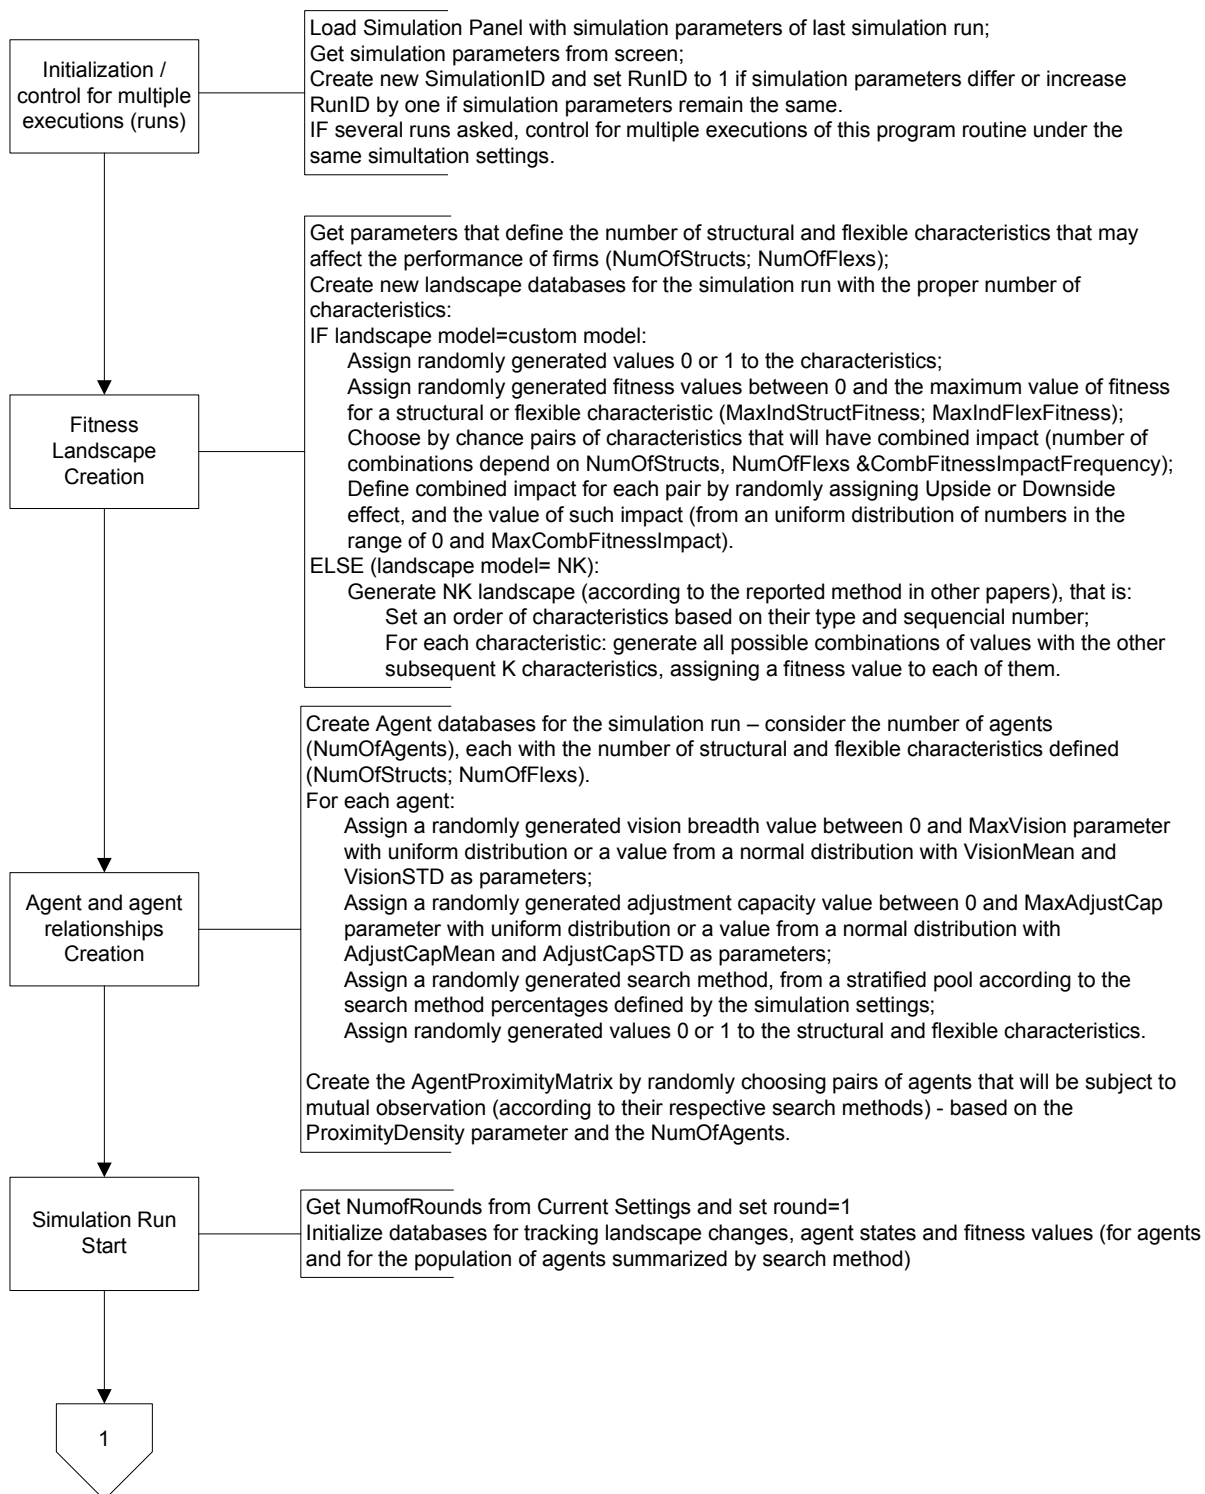 Initialization /
control for multiple
executions (runs)
Load Simulation Panel with simulation parameters of last simulation run;
Get simulation parameters from screen;
Create new SimulationID and set RunID to 1 if simulation parameters differ or increase
RunID by one if simulation parameters remain the same.
IF several runs asked, control for multiple executions of this program routine under the
same simultation settings.
Fitness
Landscape
Creation
Get parameters that define the number of structural and flexible characteristics that may
affect the performance of firms (NumOfStructs; NumOfFlexs);
Create new landscape databases for the simulation run with the proper number of
characteristics:
IF landscape model=custom model:
Assign randomly generated values 0 or 1 to the characteristics;
Assign randomly generated fitness values between 0 and the maximum value of fitness
for a structural or flexible characteristic (MaxIndStructFitness; MaxIndFlexFitness);
Choose by chance pairs of characteristics that will have combined impact (number of
combinations depend on NumOfStructs, NumOfFlexs &CombFitnessImpactFrequency);
Define combined impact for each pair by randomly assigning Upside or Downside
effect, and the value of such impact (from an uniform distribution of numbers in the
range of 0 and MaxCombFitnessImpact).
ELSE (landscape model= NK):
Generate NK landscape (according to the reported method in other papers), that is:
Set an order of characteristics based on their type and sequencial number;
For each characteristic: generate all possible combinations of values with the other
subsequent K characteristics, assigning a fitness value to each of them.
Agent and agent
relationships
Creation
Create Agent databases for the simulation run – consider the number of agents
(NumOfAgents), each with the number of structural and flexible characteristics defined
(NumOfStructs; NumOfFlexs).
For each agent:
Assign a randomly generated vision breadth value between 0 and MaxVision parameter
with uniform distribution or a value from a normal distribution with VisionMean and
VisionSTD as parameters;
Assign a randomly generated adjustment capacity value between 0 and MaxAdjustCap
parameter with uniform distribution or a value from a normal distribution with
AdjustCapMean and AdjustCapSTD as parameters;
Assign a randomly generated search method, from a stratified pool according to the
search method percentages defined by the simulation settings;
Assign randomly generated values 0 or 1 to the structural and flexible characteristics.
Create the AgentProximityMatrix by randomly choosing pairs of agents that will be subject to
mutual observation (according to their respective search methods) - based on the
ProximityDensity parameter and the NumOfAgents.
Simulation Run
Start
Get NumofRounds from Current Settings and set round=1
Initialize databases for tracking landscape changes, agent states and fitness values (for agents
and for the population of agents summarized by search method)
1